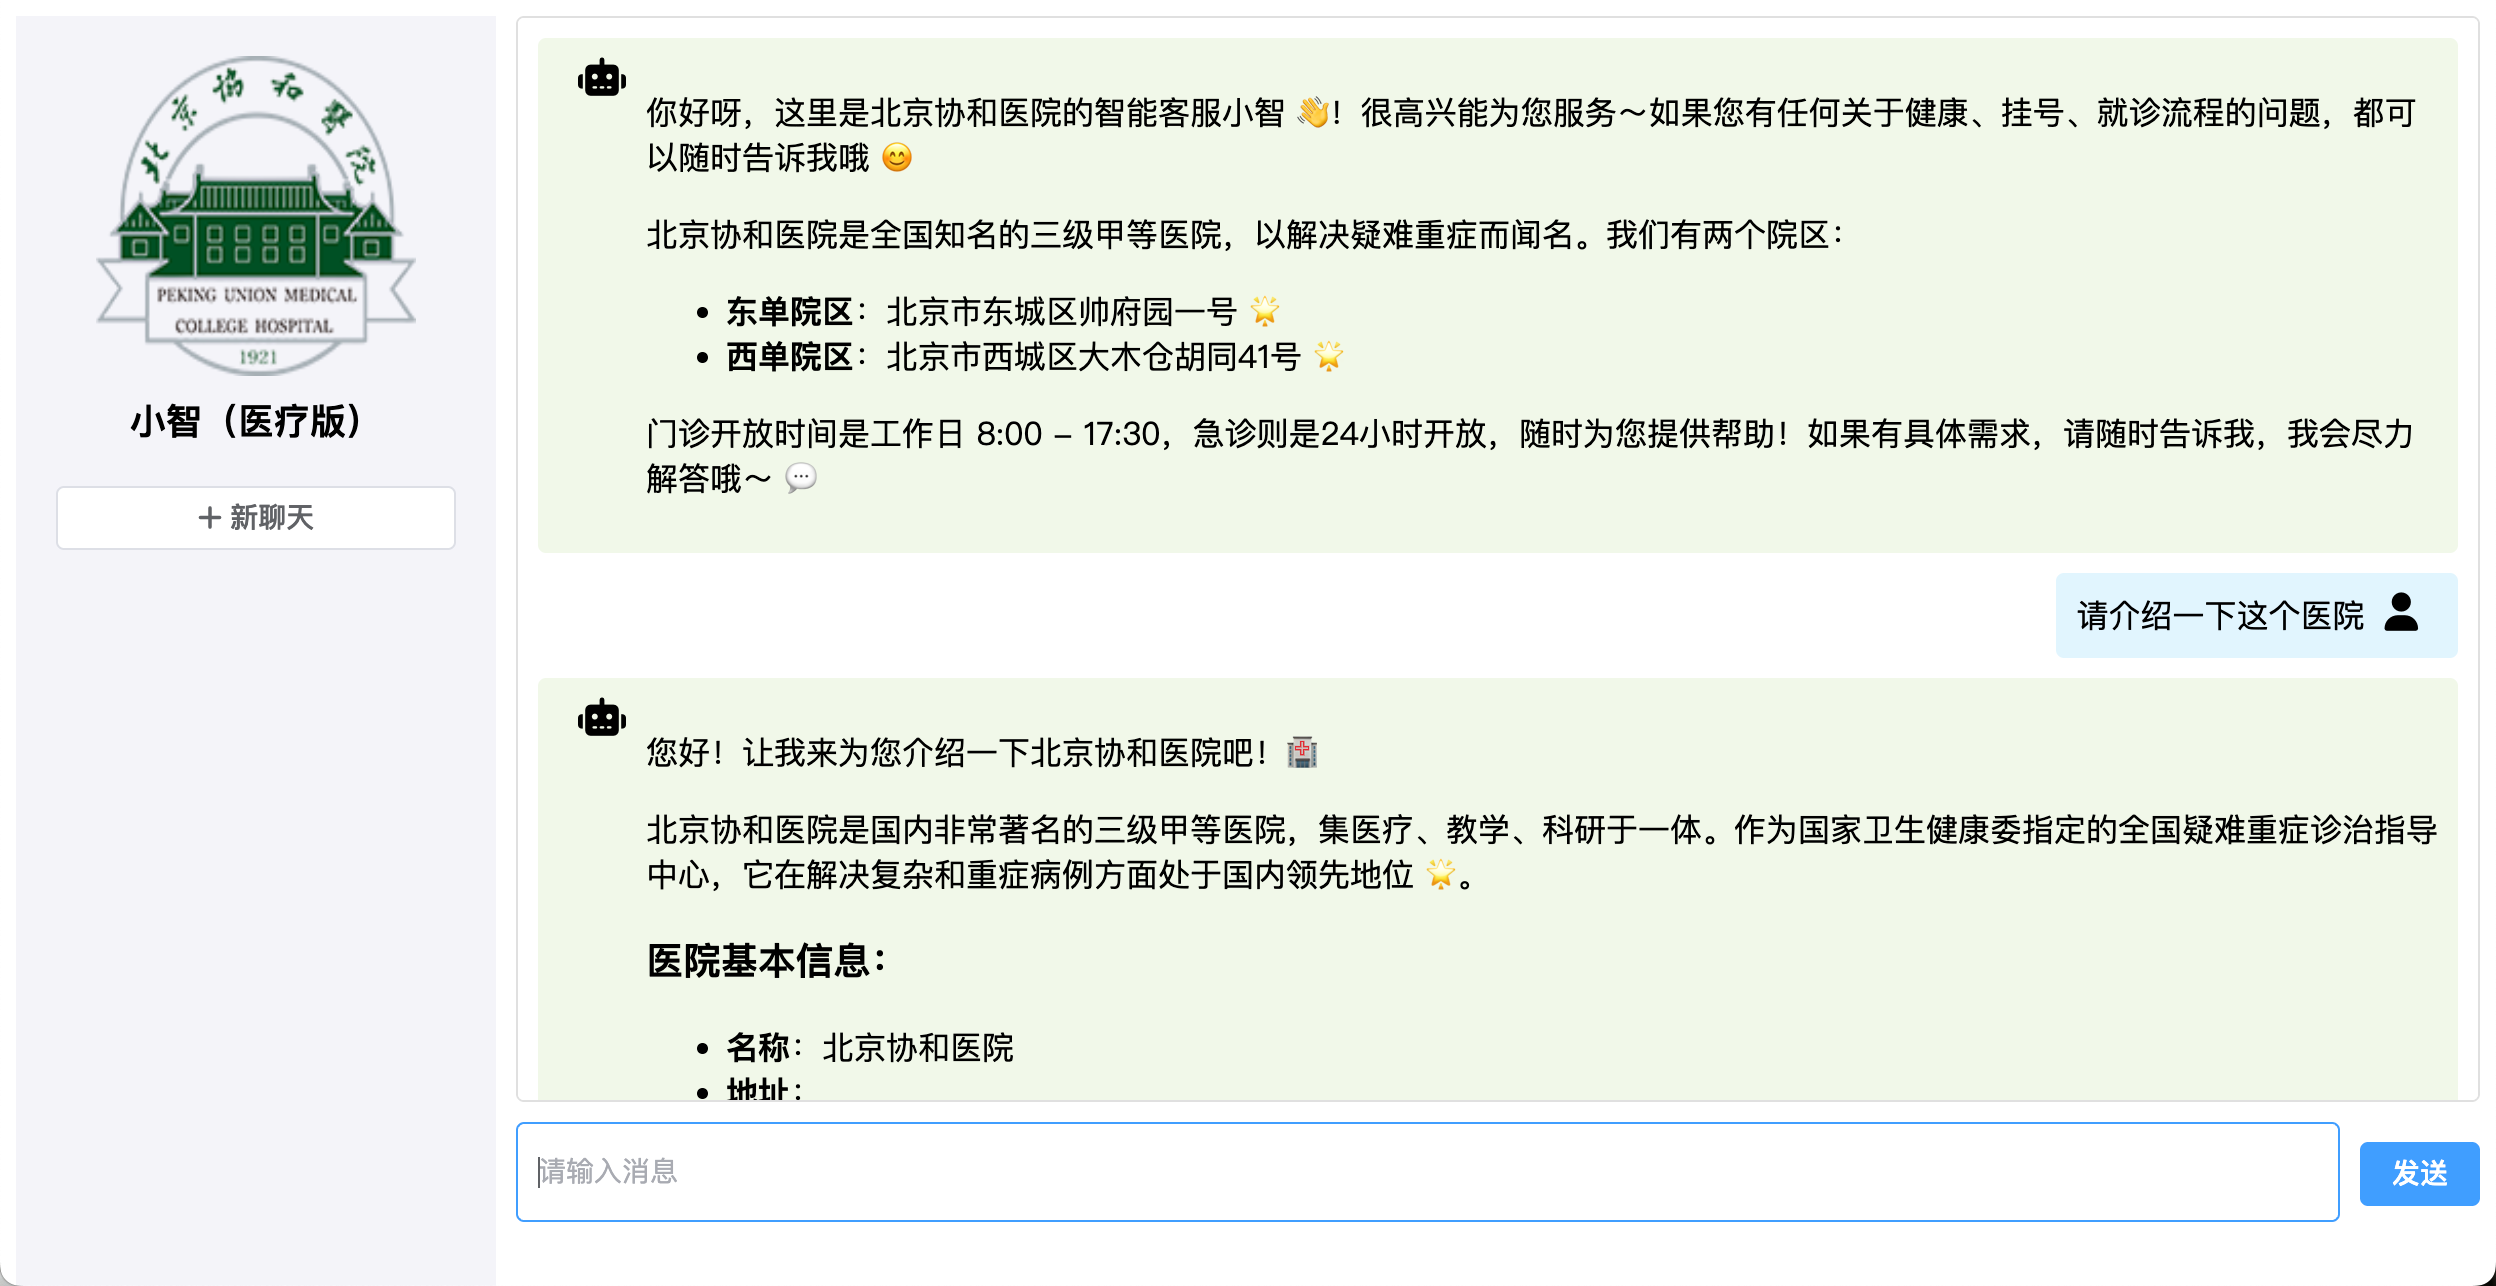 北京协和医院
PEKING UNION MEDICAL
COLLEGE HOSPITAL
1921
小智（医疗版）
+ 新聊天
你好呀，这里是北京协和医院的智能客服小智 👋！很高兴能为您服务～如果您有任何关于健康、挂号、就诊流程的问题，都可
以随时告诉我哦 😊
北京协和医院是全国知名的三级甲等医院，以解决疑难重症而闻名。我们有两个院区：
• 东单院区：北京市东城区帅府园一号 🌟
• 西单院区：北京市西城区大木仓胡同41号 🌟
门诊开放时间是工作日 8:00 – 17:30，急诊则是24小时开放，随时为您提供帮助！如果有具体需求，请随时告诉我，我会尽力
解答哦～ 💬
请介绍一下这个医院
您好！让我来为您介绍一下北京协和医院吧！🏥
北京协和医院是国内非常著名的三级甲等医院，集医疗、教学、科研于一体。作为国家卫生健康委指定的全国疑难重症诊治指导
中心，它在解决复杂和重症病例方面处于国内领先地位 🌟。
医院基本信息：
• 名称：北京协和医院
• 地址：
请输入消息
发送